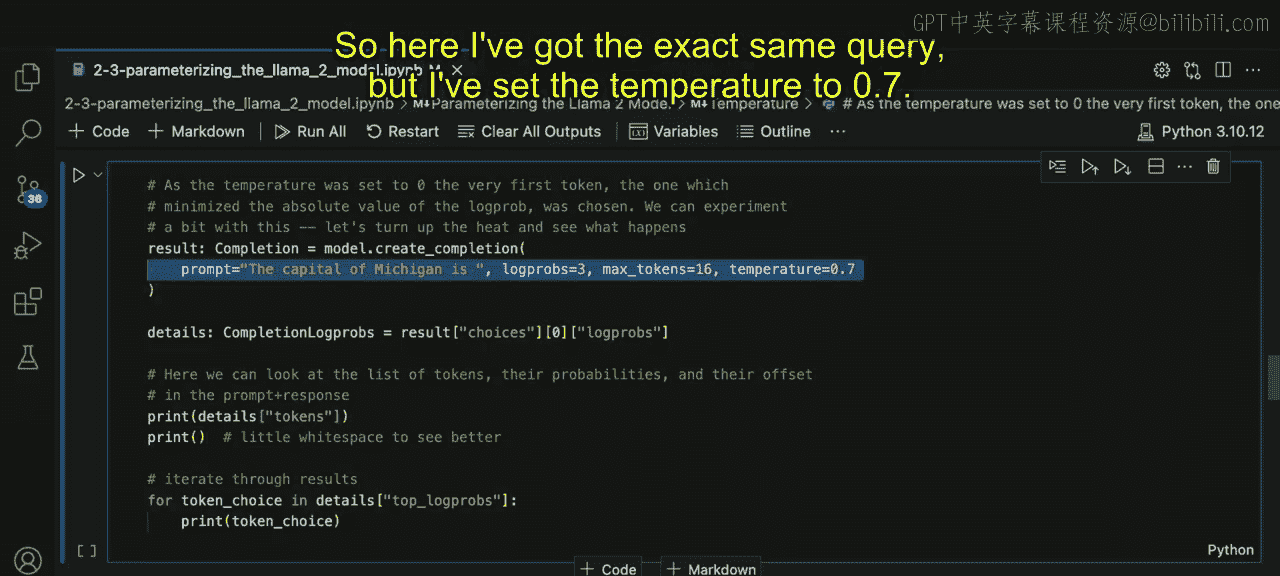 GPT中英字幕课程资源@bilibili.com
So here I've got the exact same query,
but I've set the temperature to 0.7.
2-3-parameterizing_the_llama_2_model.ipynb M
2-3-parameterizing_the_llama_2_model.ipynb > M↓Parameterizing the Llama 2 Mode. > M↓Temperature > # As the temperature was set to 0 the very first token, the one
+ Code + Markdown Run All Restart Clear All Outputs Variables Outline ... Python 3.10.12
36
# As the temperature was set to 0 the very first token, the one which
# minimized the absolute value of the logprob, was chosen. We can experiment
# a bit with this -- let's turn up the heat and see what happens
result: Completion = model.create_completion(
prompt="The capital of Michigan is ", logprobs=3, max_tokens=16, temperature=0.7
)
details: CompletionLogprobs = result["choices"][0]["logprobs"]
# Here we can look at the list of tokens, their probabilities, and their offset
# in the prompt+response
print(details["tokens"])
print() # little whitespace to see better
# iterate through results
for token_choice in details["top_logprobs"]:
print(token_choice)
[ ]
Python
+ Code + Markdown